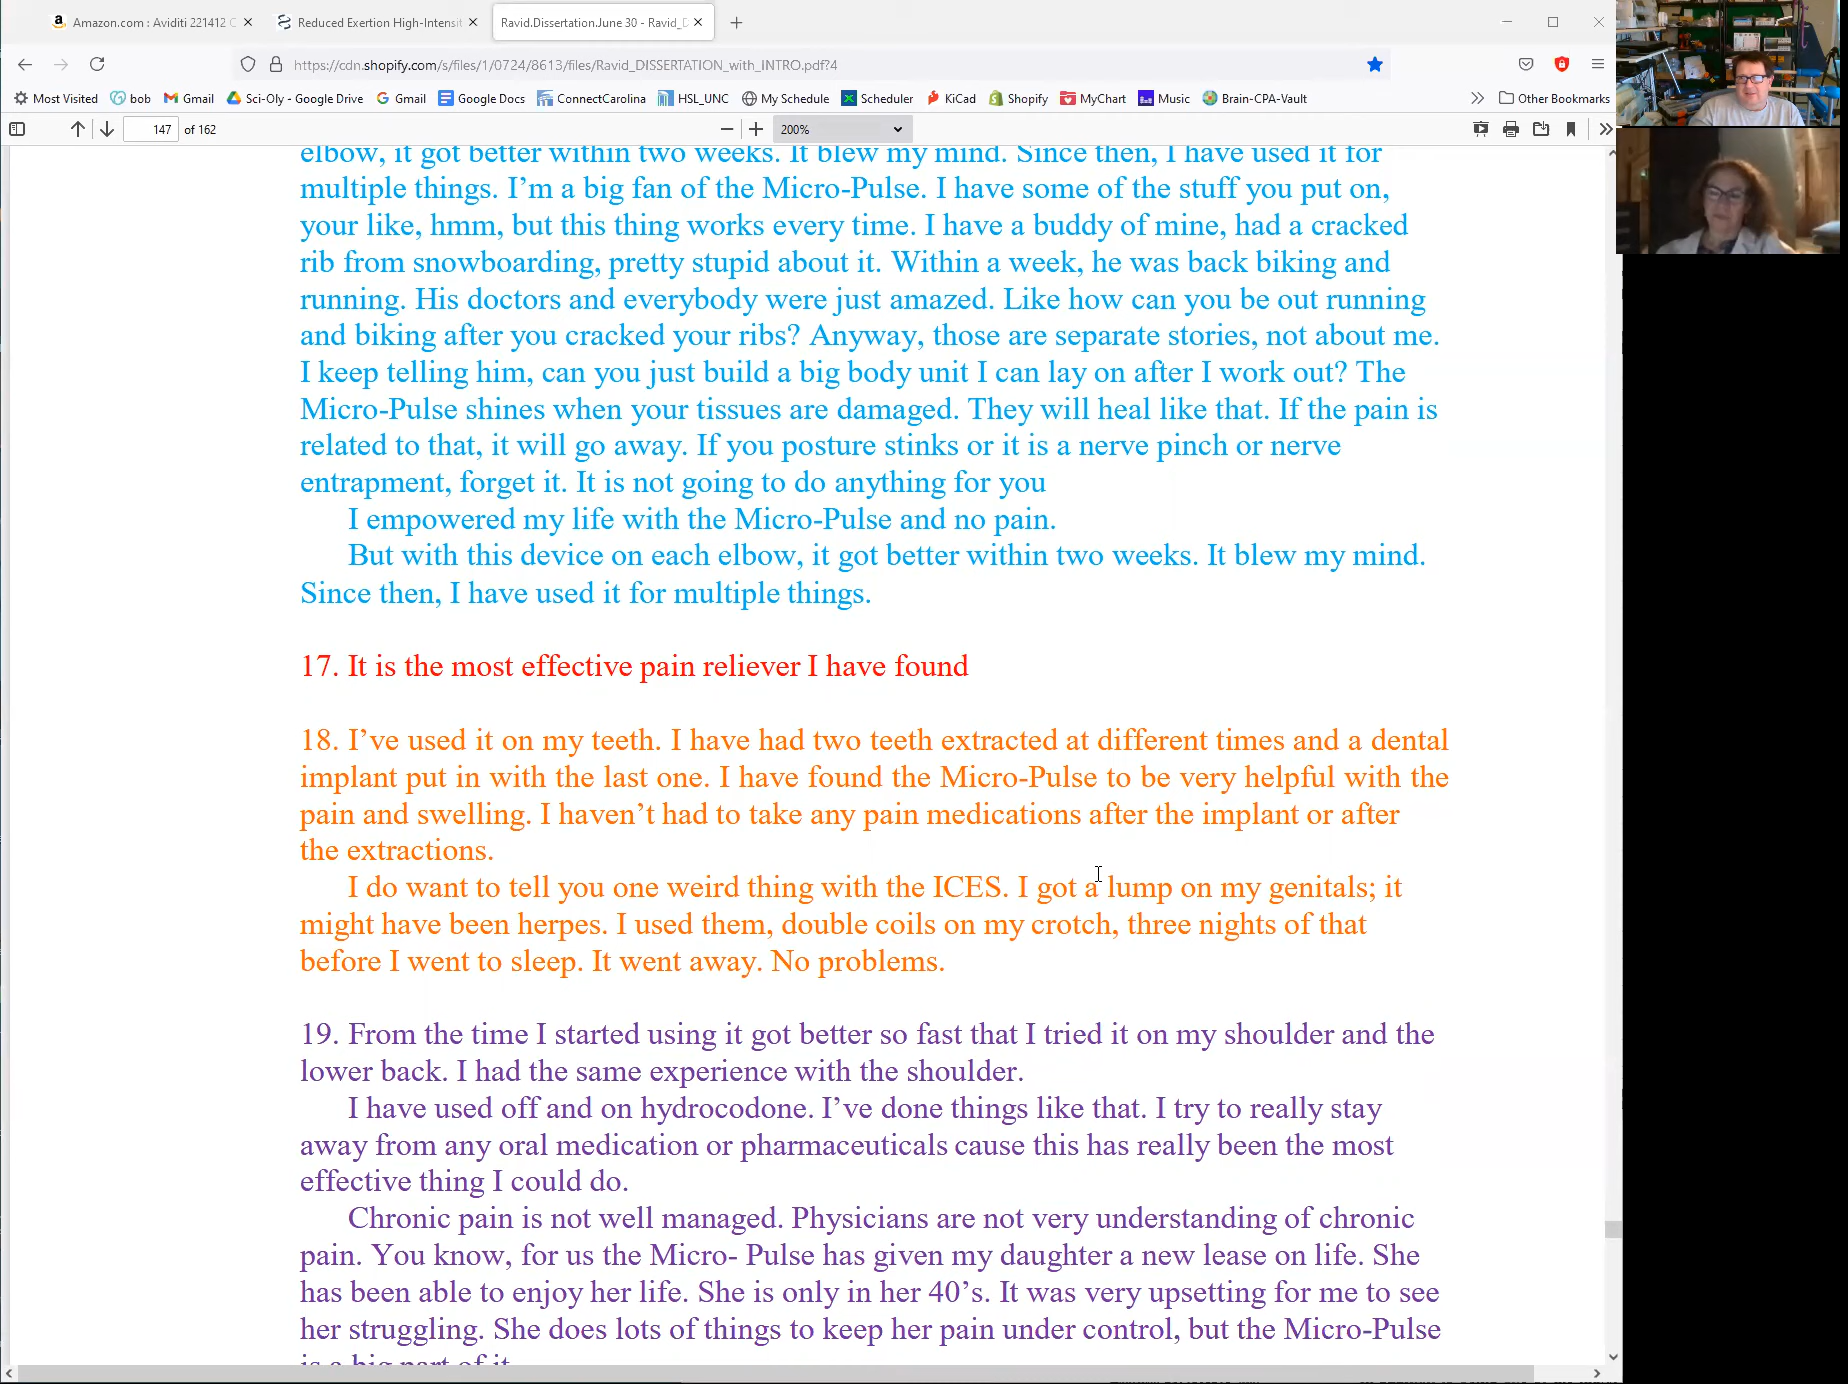 Amazon.com : Aviditi 221412 C
Reduced Exertion High-Intensit
Ravid.Dissertation.June 30 - Ravid_D
https://cdn.shopify.com/s/files/1/0724/8613/files/Ravid_DISSERTATION_with_INTRO.pdf?4
Most Visited bob Gmail Sci-Oly - Google Drive Gmail Google Docs ConnectCarolina HSL_UNC My Schedule Scheduler KiCad Shopify MyChart Music Brain-CPA-Vault Other Bookmarks
147 of 162 200%
elbow, it got better within two weeks. It blew my mind. Since then, I have used it for
multiple things. I'm a big fan of the Micro-Pulse. I have some of the stuff you put on,
your like, hmm, but this thing works every time. I have a buddy of mine, had a cracked
rib from snowboarding, pretty stupid about it. Within a week, he was back biking and
running. His doctors and everybody were just amazed. Like how can you be out running
and biking after you cracked your ribs? Anyway, those are separate stories, not about me.
I keep telling him, can you just build a big body unit I can lay on after I work out? The
Micro-Pulse shines when your tissues are damaged. They will heal like that. If the pain is
related to that, it will go away. If you posture stinks or it is a nerve pinch or nerve
entrapment, forget it. It is not going to do anything for you
I empowered my life with the Micro-Pulse and no pain.
But with this device on each elbow, it got better within two weeks. It blew my mind.
Since then, I have used it for multiple things.
17. It is the most effective pain reliever I have found
18. I've used it on my teeth. I have had two teeth extracted at different times and a dental
implant put in with the last one. I have found the Micro-Pulse to be very helpful with the
pain and swelling. I haven't had to take any pain medications after the implant or after
the extractions.
I do want to tell you one weird thing with the ICES. I got a lump on my genitals; it
might have been herpes. I used them, double coils on my crotch, three nights of that
before I went to sleep. It went away. No problems.
19. From the time I started using it got better so fast that I tried it on my shoulder and the
lower back. I had the same experience with the shoulder.
I have used off and on hydrocodone. I've done things like that. I try to really stay
away from any oral medication or pharmaceuticals cause this has really been the most
effective thing I could do.
Chronic pain is not well managed. Physicians are not very understanding of chronic
pain. You know, for us the Micro- Pulse has given my daughter a new lease on life. She
has been able to enjoy her life. She is only in her 40's. It was very upsetting for me to see
her struggling. She does lots of things to keep her pain under control, but the Micro-Pulse
is a big part of it.